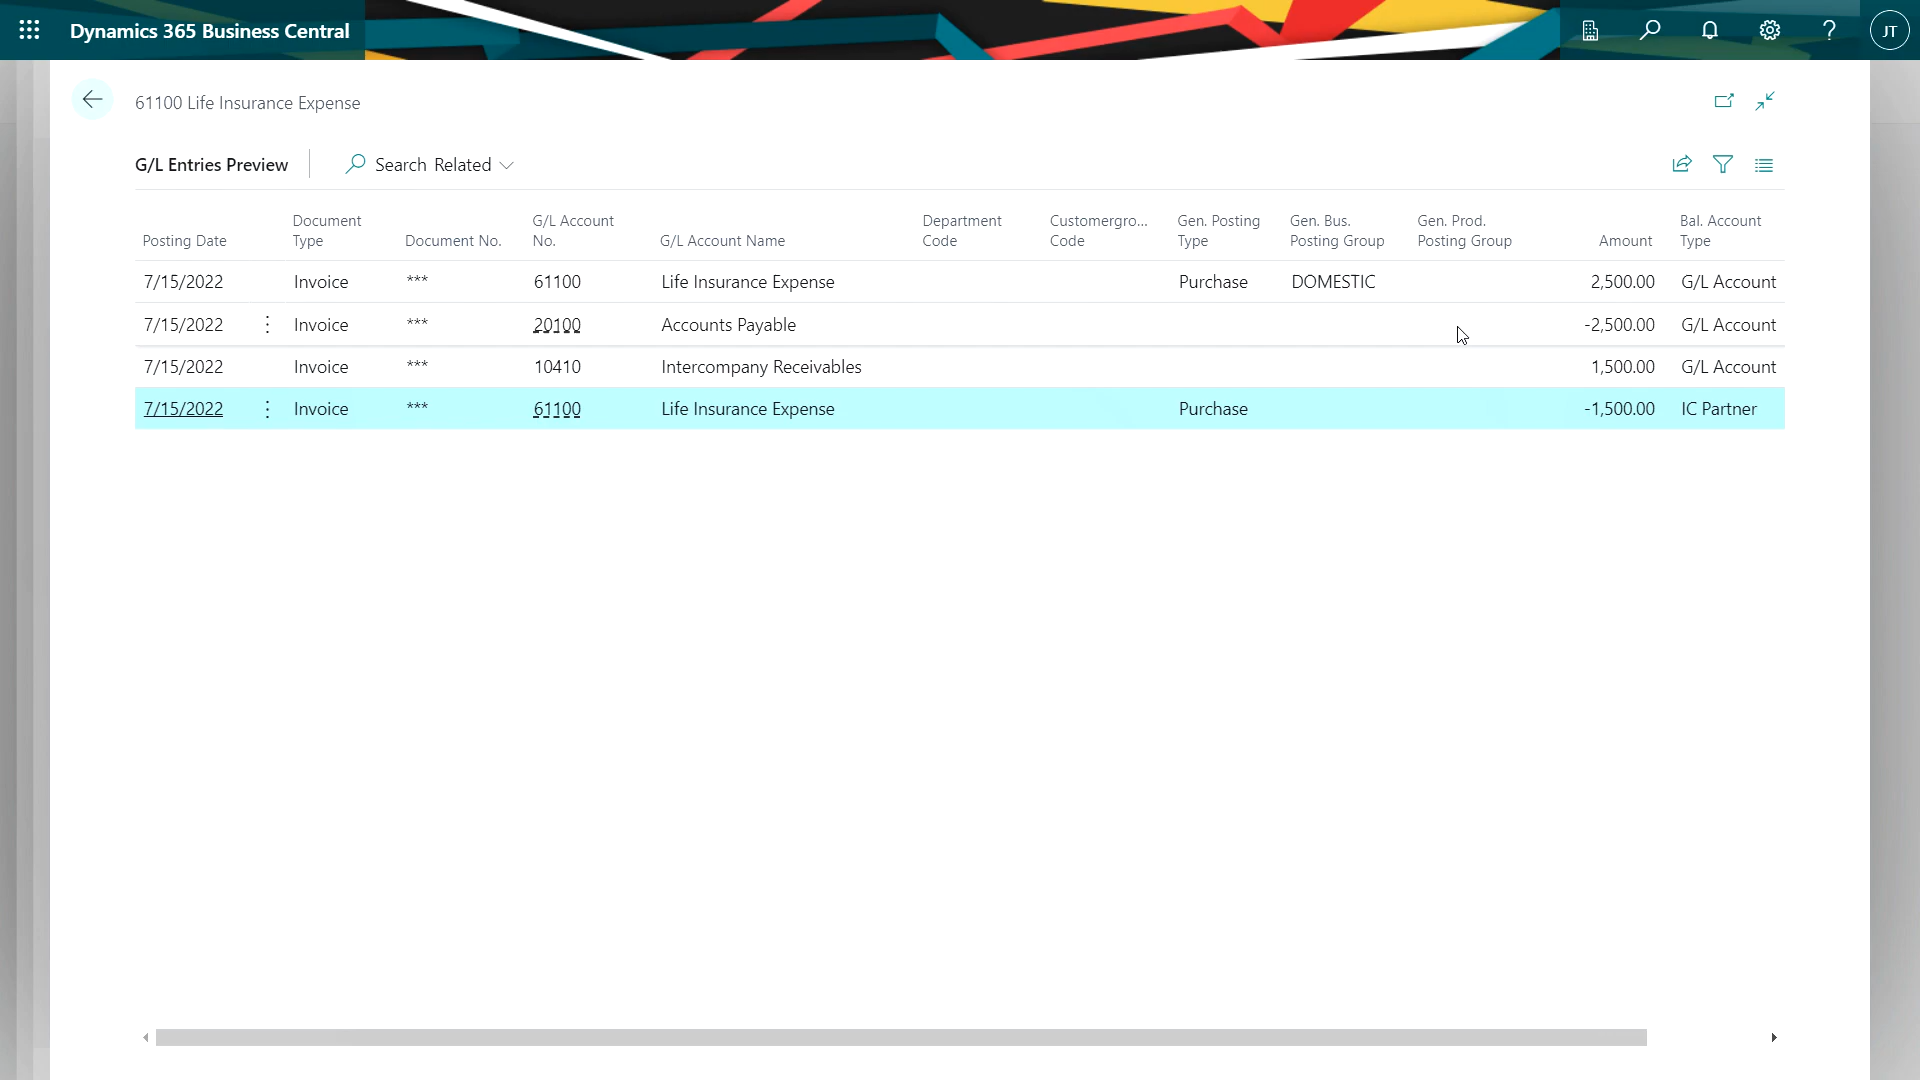 Dynamics 365 Business Central
JT
61100 Life Insurance Expense
G/L Entries Preview Search Related
Posting Date Document Type Document No. G/L Account No. G/L Account Name Department Code Customergro... Code Gen. Posting Type Gen. Bus. Posting Group Gen. Prod. Posting Group Amount Bal. Account Type
7/15/2022 Invoice *** 61100 Life Insurance Expense Purchase DOMESTIC 2,500.00 G/L Account
7/15/2022 Invoice *** 20100 Accounts Payable -2,500.00 G/L Account
7/15/2022 Invoice *** 10410 Intercompany Receivables 1,500.00 G/L Account
7/15/2022 Invoice *** 61100 Life Insurance Expense Purchase -1,500.00 IC Partner